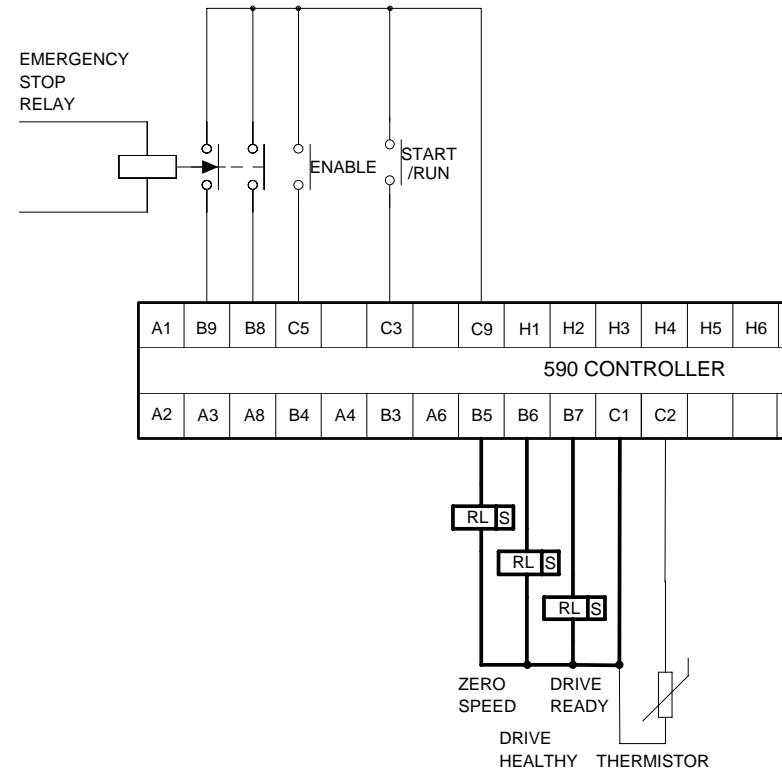 EMERGENCY
STOP
RELAY
ENABLE
START
/RUN
A1 B9 B8 C5 C3 C9 H1 H2 H3 H4 H5 H6
590 CONTROLLER
A2 A3 A8 B4 A4 B3 A6 B5 B6 B7 C1 C2
RL S
RL S
RL S
ZERO
SPEED
DRIVE
READY
DRIVE
HEALTHY
THERMISTOR